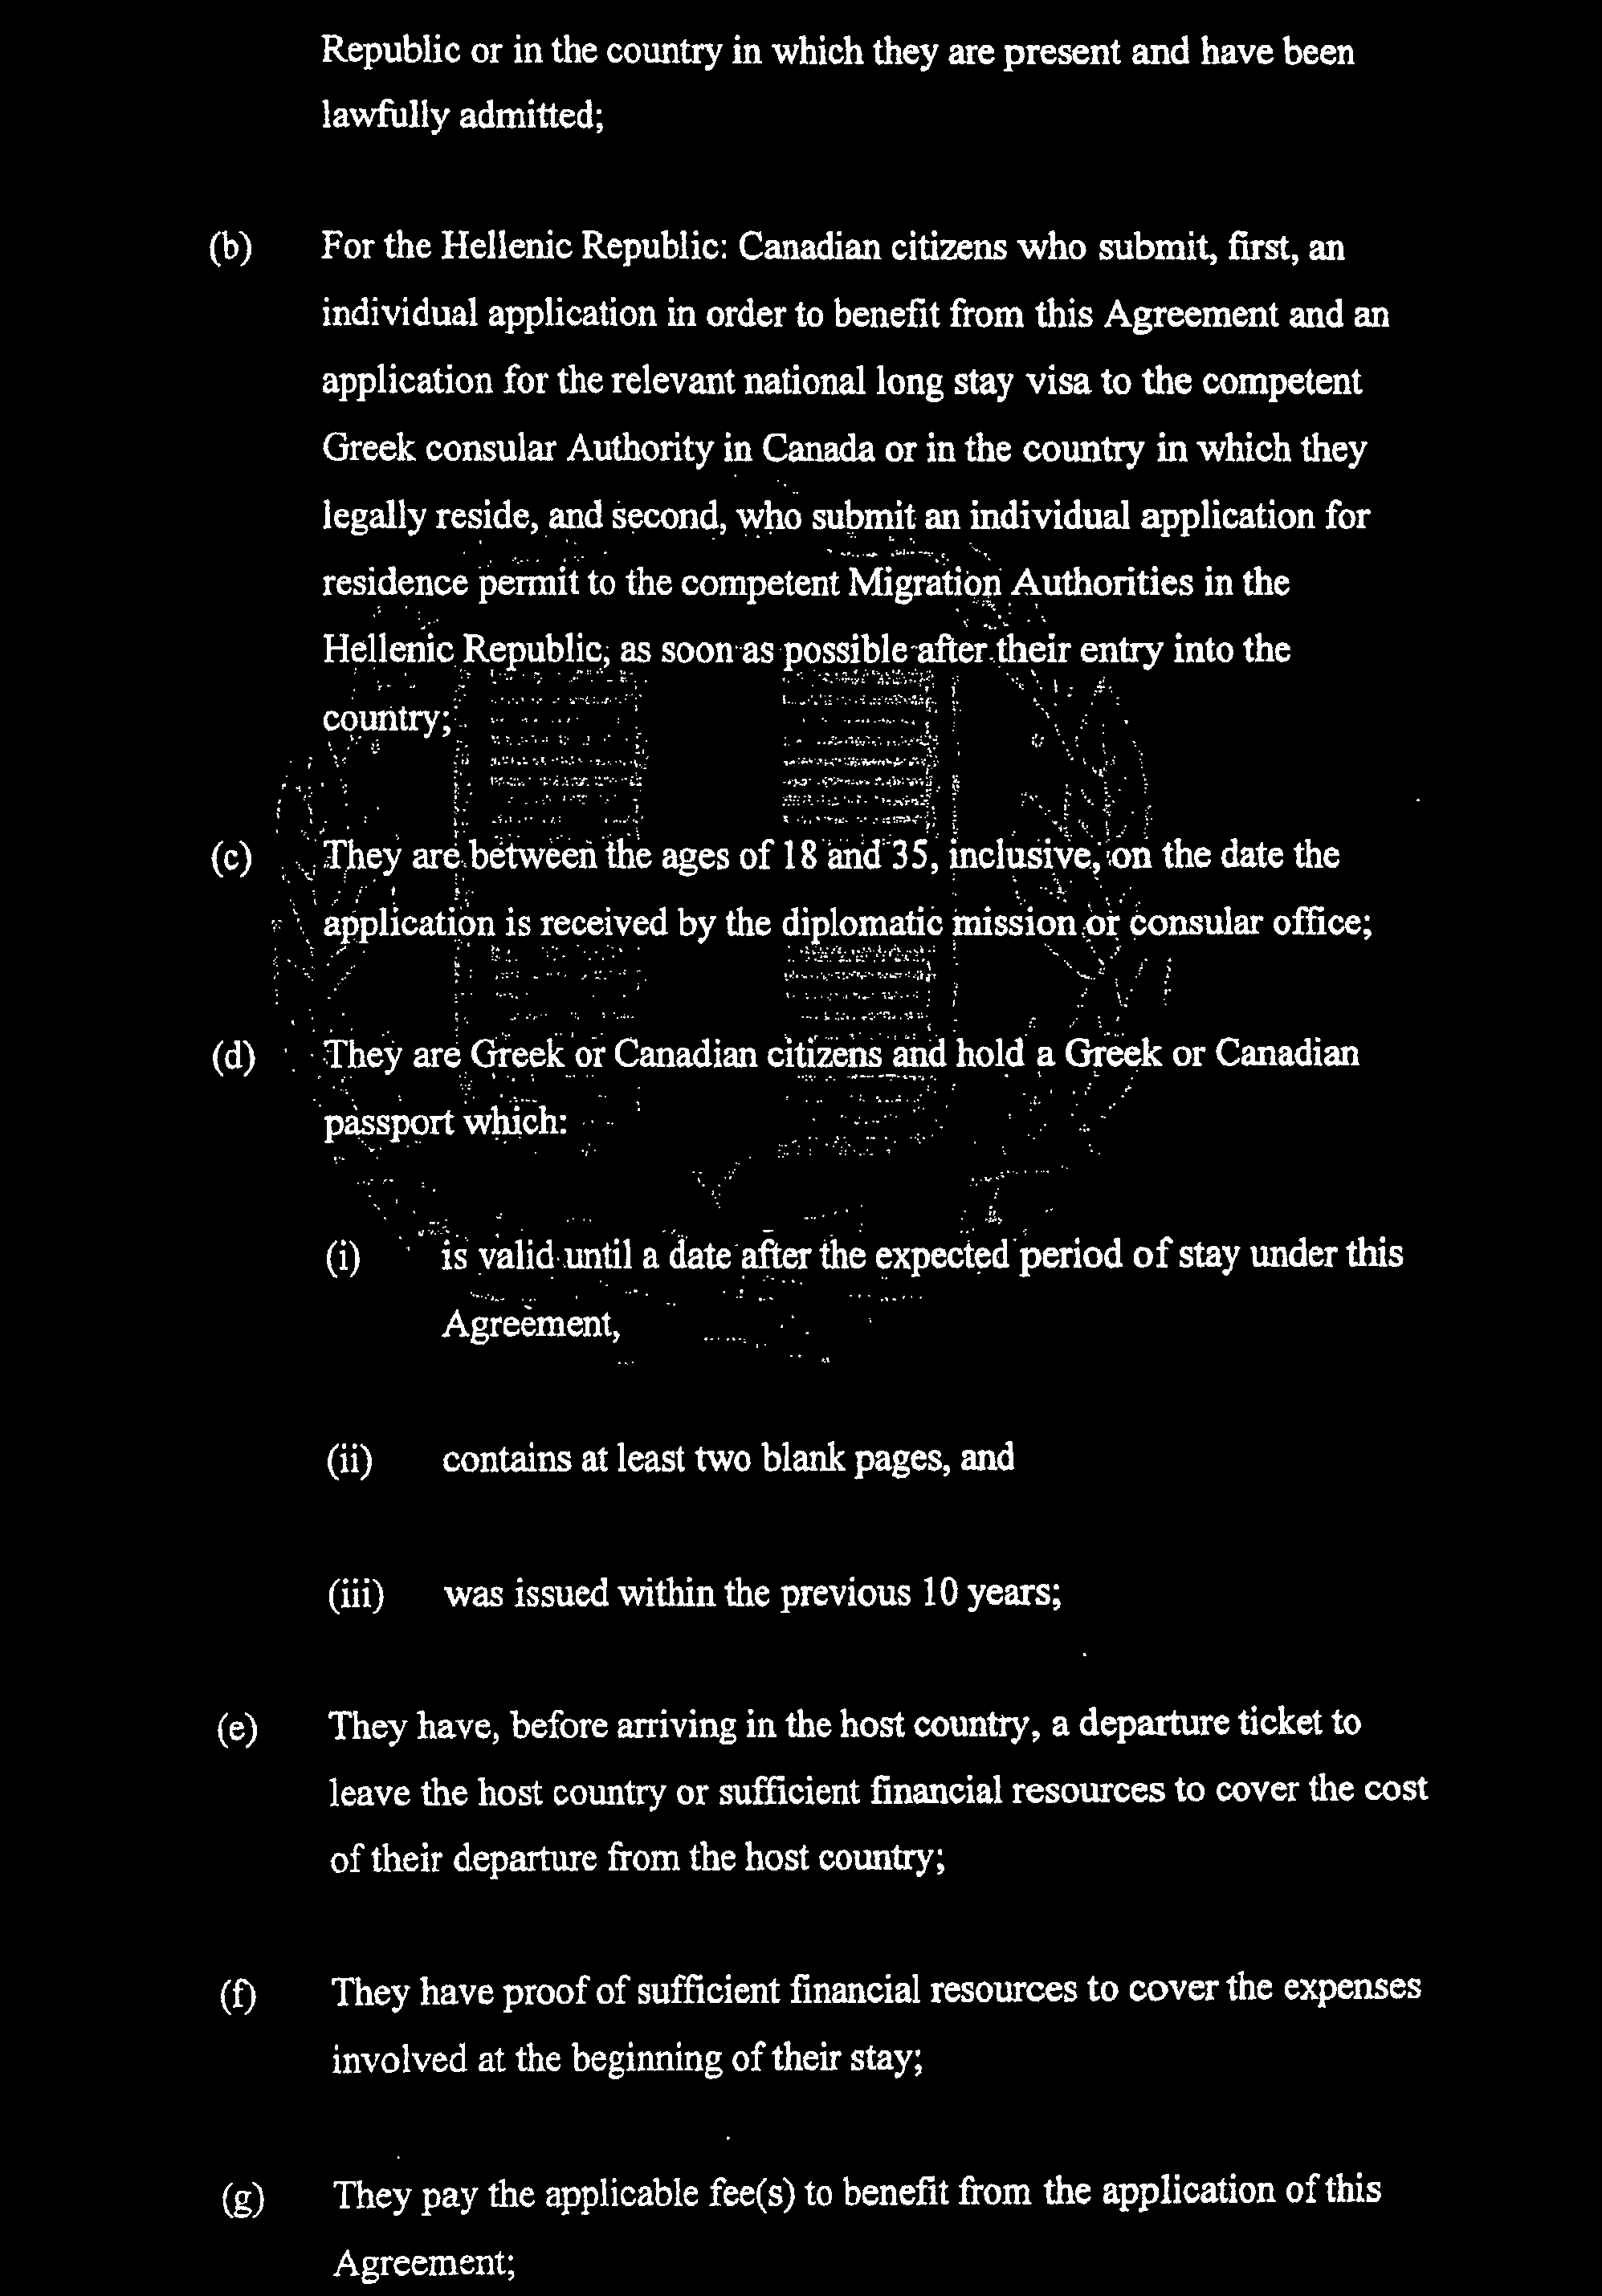 Republic or in the country in which they are present and have been
lawfully admitted;
(b) For the Hellenic Republic: Canadian citizens who submit, first, an
individual application in order to benefit from this Agreement and an
application for the relevant national long stay visa to the competent
Greek consular Authority in Canada or in the country in which they
legally reside, and second, who submit an individual application for
residence permit to the competent Migration Authorities in the
Hellenic Republic, as soon as possible after their entry into the
country;
(c) They are between the ages of 18 and 35, inclusive, on the date the
application is received by the diplomatic mission or consular office;
(d) They are Greek or Canadian citizens and hold a Greek or Canadian
passport which:
(i) is valid until a date after the expected period of stay under this
Agreement,
(ii) contains at least two blank pages, and
(iii) was issued within the previous 10 years;
(e) They have, before arriving in the host country, a departure ticket to
leave the host country or sufficient financial resources to cover the cost
of their departure from the host country;
(f) They have proof of sufficient financial resources to cover the expenses
involved at the beginning of their stay;
(g) They pay the applicable fee(s) to benefit from the application of this
Agreement;